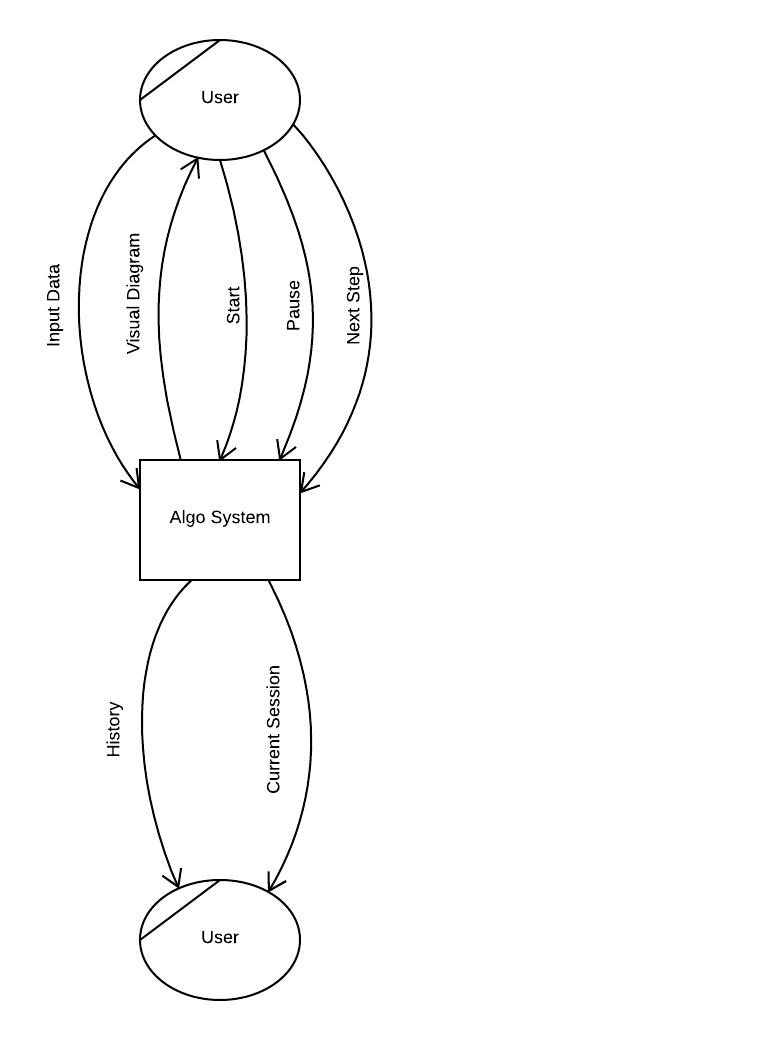 User
Input Data
Visual Diagram
Start
Pause
Next Step
Algo System
History
Current Session
User